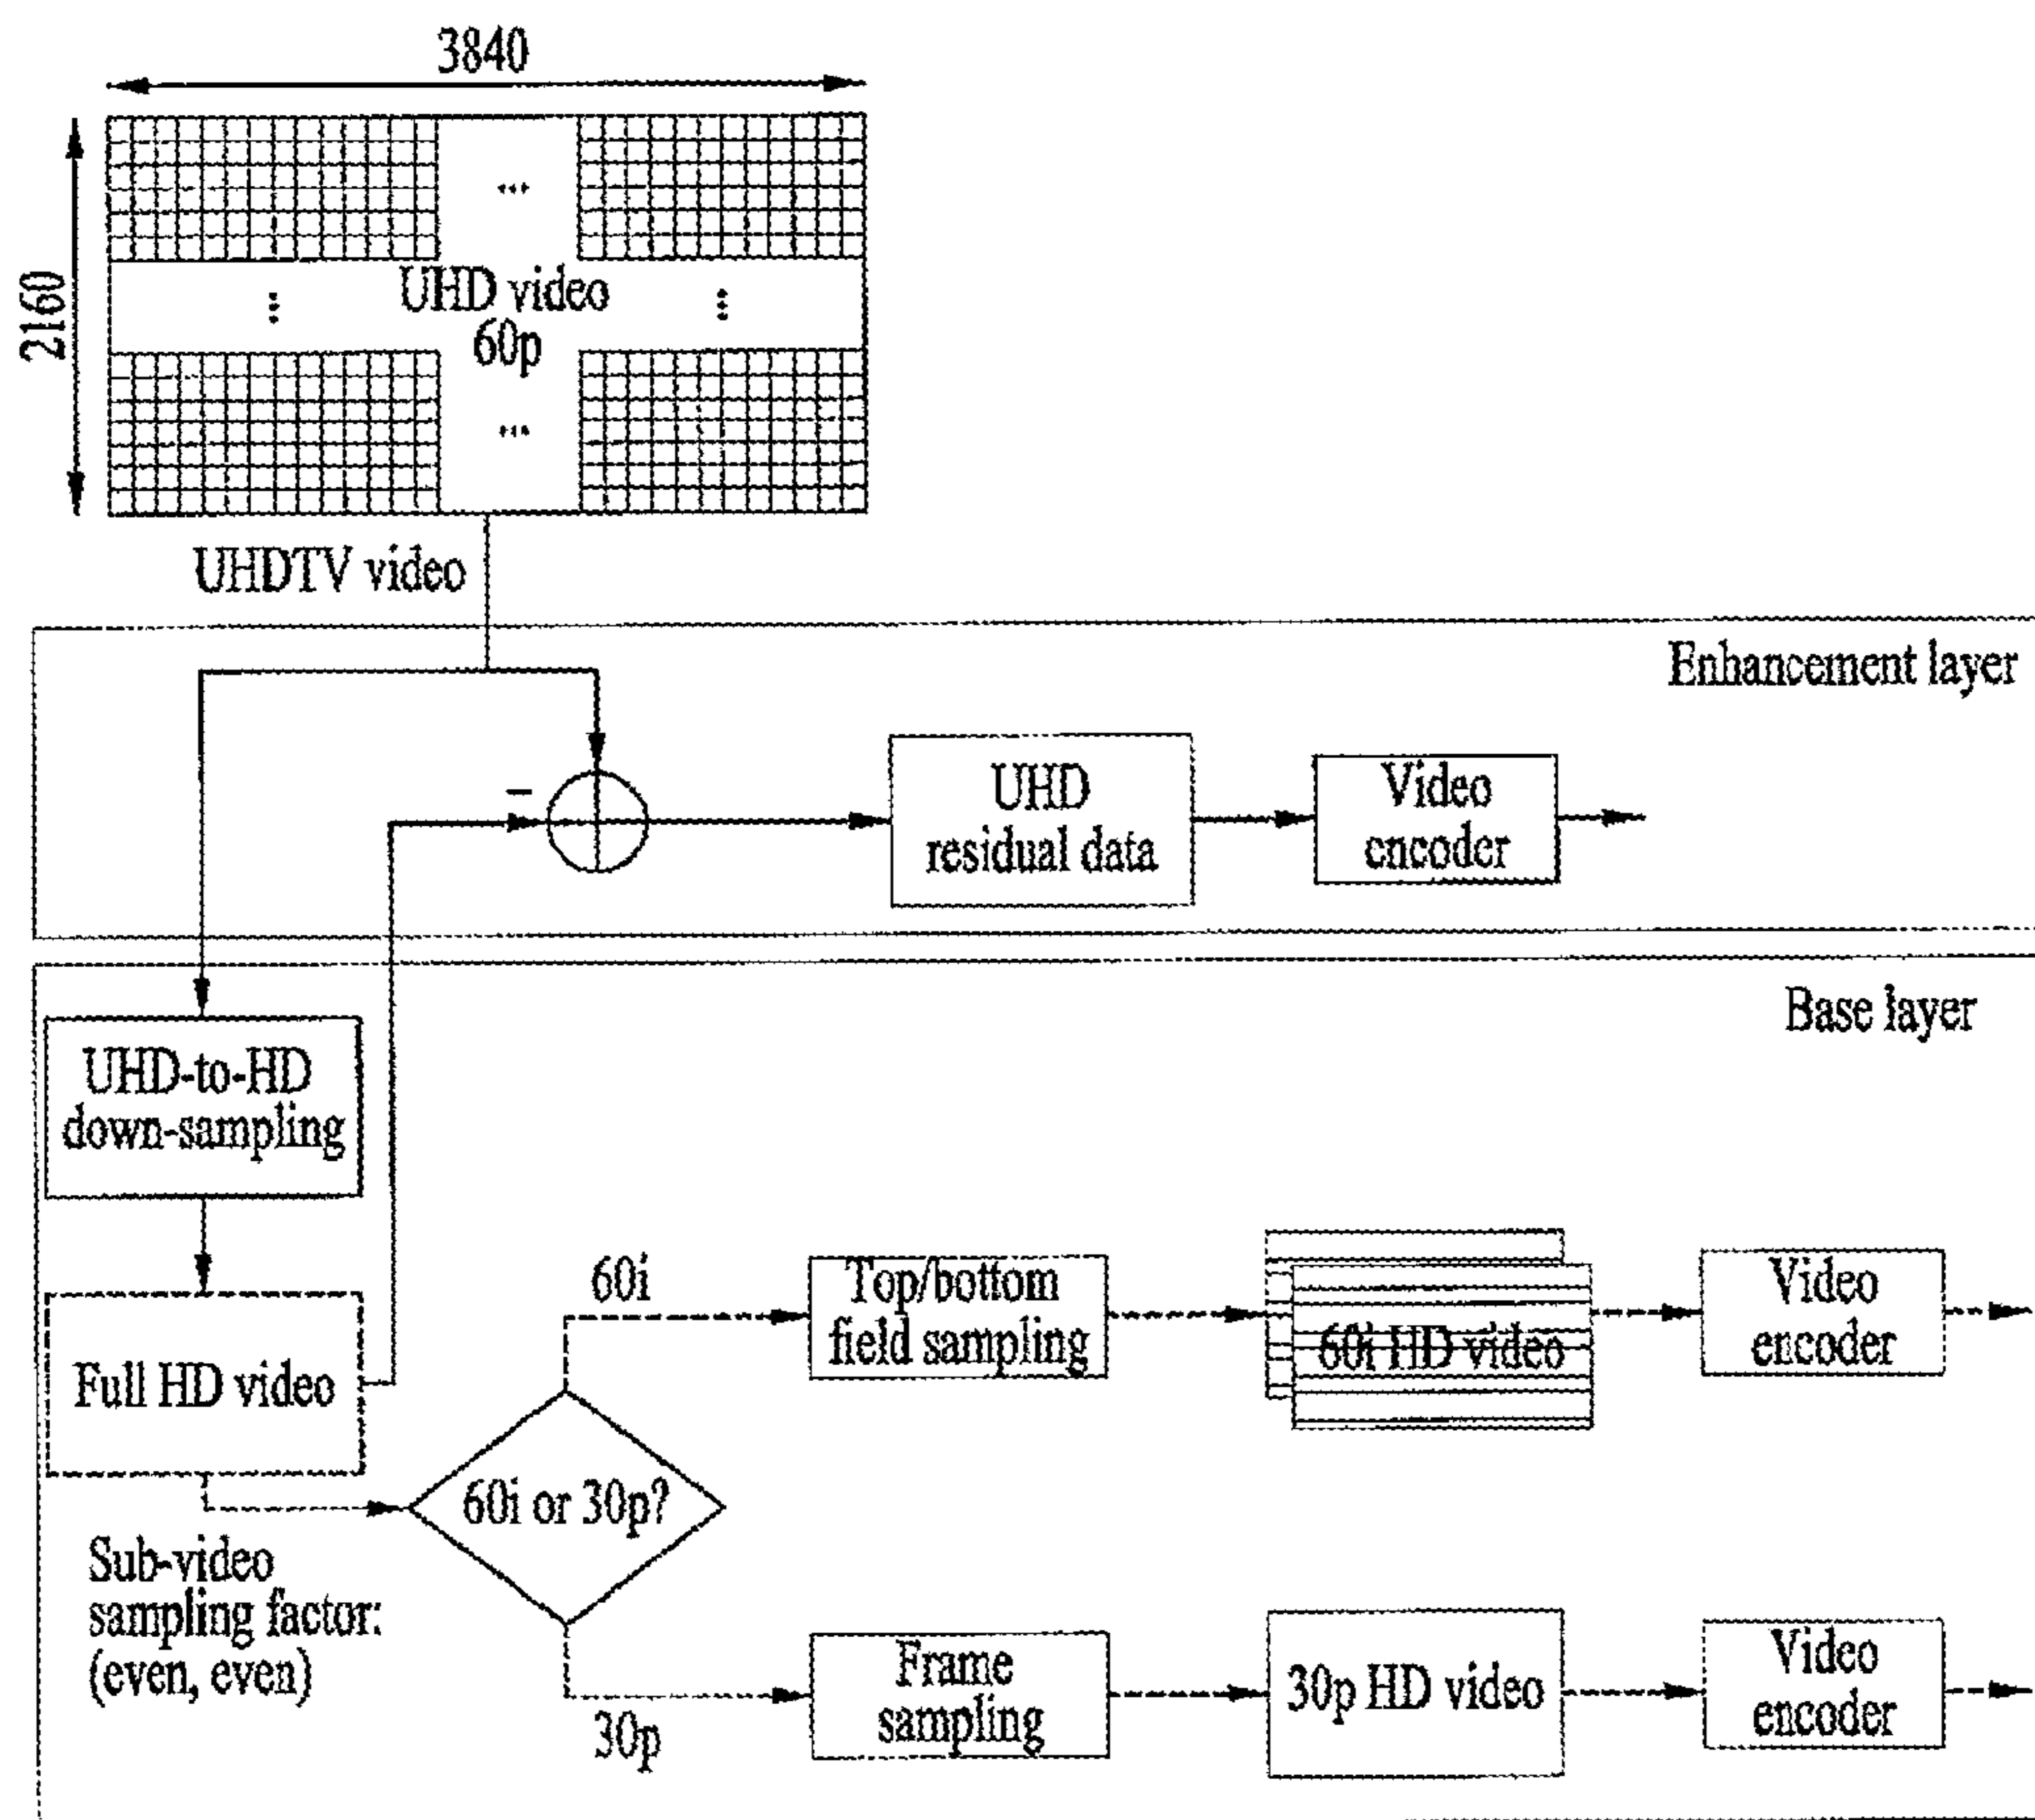 3840
2160
UHD video
60p
UHDTV video
Enhancement layer
UHD
residual data
Video
encoder
Base layer
UHD-to-HD
down-sampling
Full HD video
Sub-video
sampling factor:
(even, even)
60i or 30p?
60i
Top/bottom
field sampling
60i HD video
Video
encoder
30p
Frame
sampling
30p HD video
Video
encoder